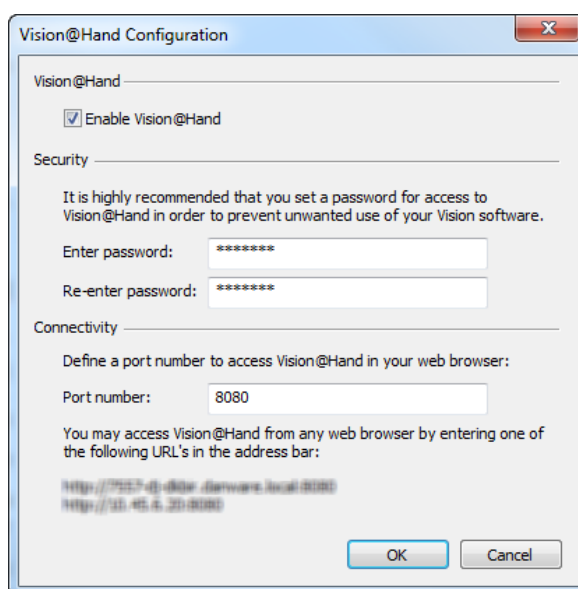 Vision@Hand Configuration
Vision@Hand
Enable Vision@Hand
Security
It is highly recommended that you set a password for access to
Vision@Hand in order to prevent unwanted use of your Vision software.
Enter password: *******
Re-enter password: *******
Connectivity
Define a port number to access Vision@Hand in your web browser:
Port number: 8080
You may access Vision@Hand from any web browser by entering one of
the following URL's in the address bar:
OK Cancel